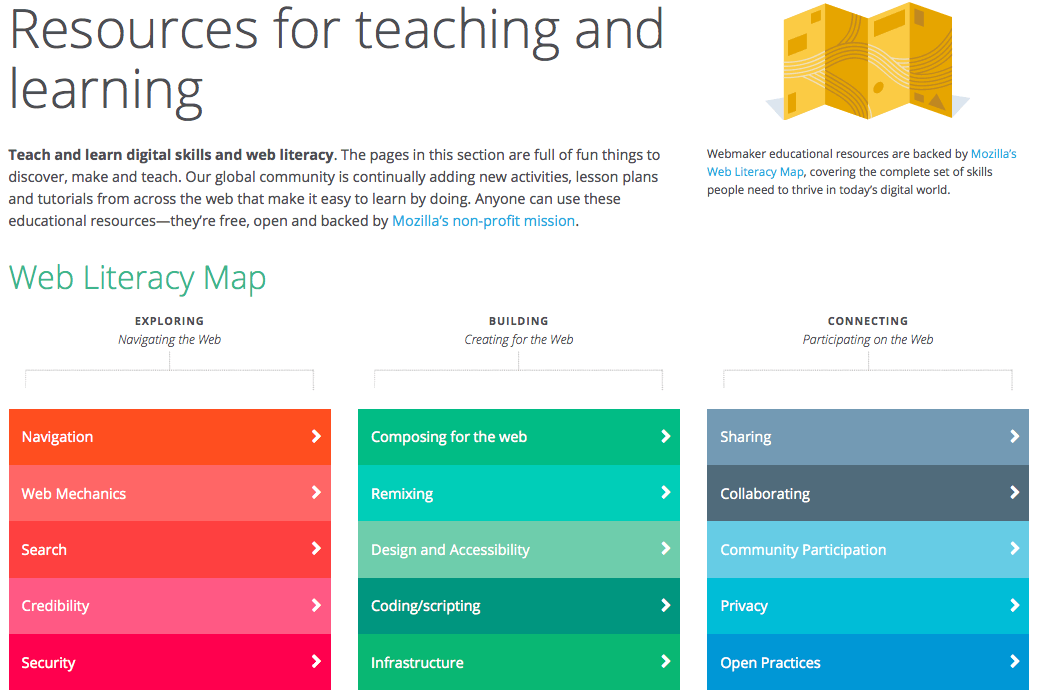 Resources for teaching and
learning
Teach and learn digital skills and web literacy. The pages in this section are full of fun things to
discover, make and teach. Our global community is continually adding new activities, lesson plans
and tutorials from across the web that make it easy to learn by doing. Anyone can use these
educational resources—they're free, open and backed by Mozilla's non-profit mission.
Webmaker educational resources are backed by Mozilla's
Web Literacy Map, covering the complete set of skills
people need to thrive in today's digital world.
Web Literacy Map
EXPLORING
Navigating the Web
Navigation
Web Mechanics
Search
Credibility
Security
BUILDING
Creating for the Web
Composing for the web
Remixing
Design and Accessibility
Coding/scripting
Infrastructure
CONNECTING
Participating on the Web
Sharing
Collaborating
Community Participation
Privacy
Open Practices